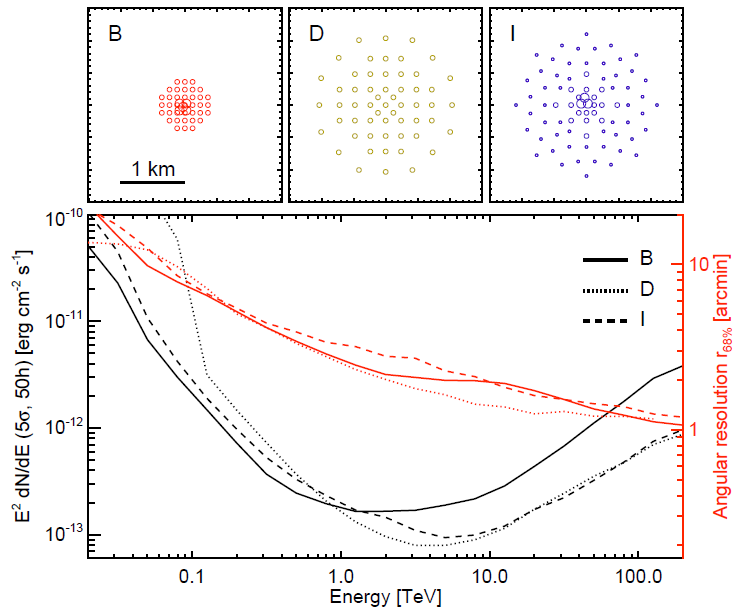 B
D
I
1 km
E² dN/dE (5σ, 50h) [erg cm⁻² s⁻¹]
10⁻¹⁰
10⁻¹¹
10⁻¹²
10⁻¹³
B
D
I
10
1
Angular resolution r₆₈% [arcmin]
0.1
1.0
10.0
100.0
Energy [TeV]